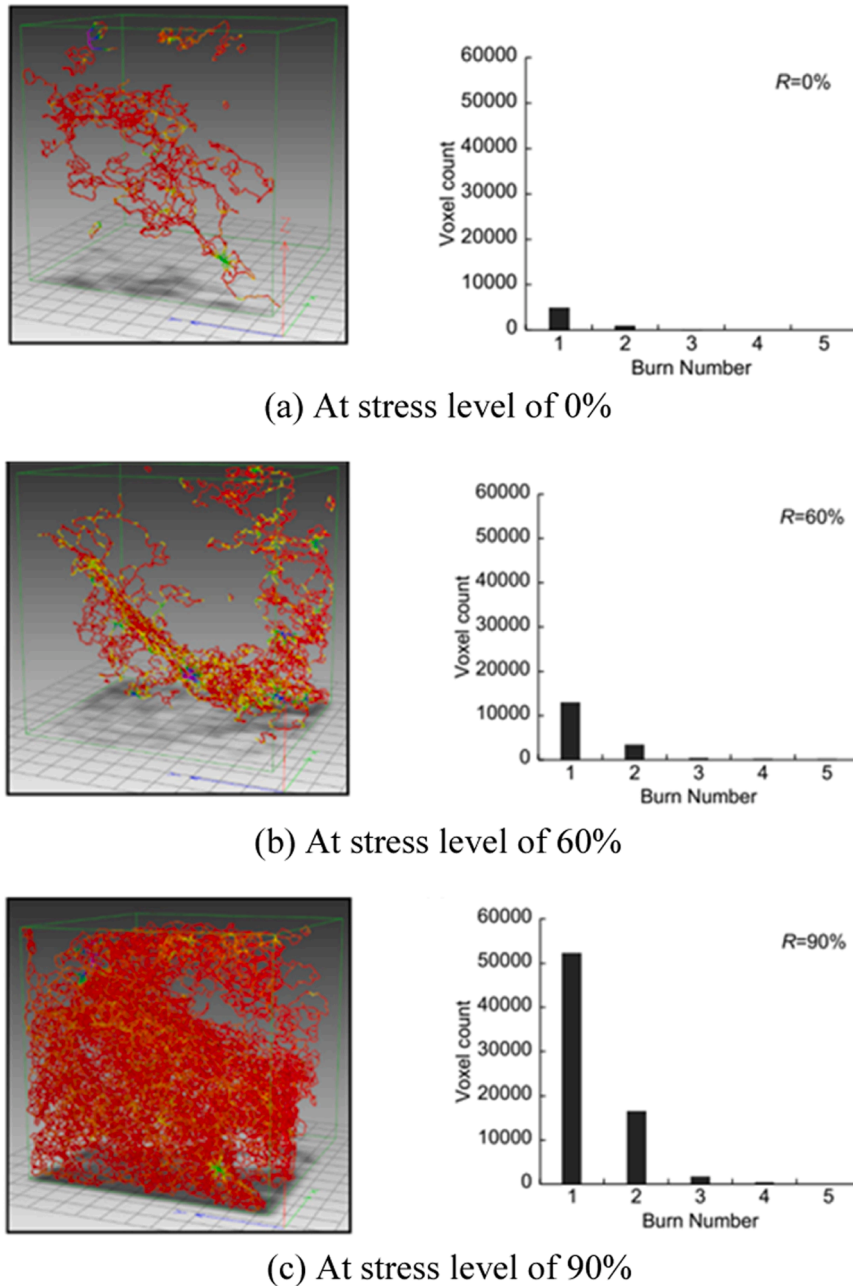 60000
50000
40000
30000
20000
10000
0
Voxel count
R=0%
1 2 3 4 5
Burn Number
(a) At stress level of 0%
60000
50000
40000
30000
20000
10000
0
Voxel count
R=60%
1 2 3 4 5
Burn Number
(b) At stress level of 60%
60000
50000
40000
30000
20000
10000
0
Voxel count
R=90%
1 2 3 4 5
Burn Number
(c) At stress level of 90%